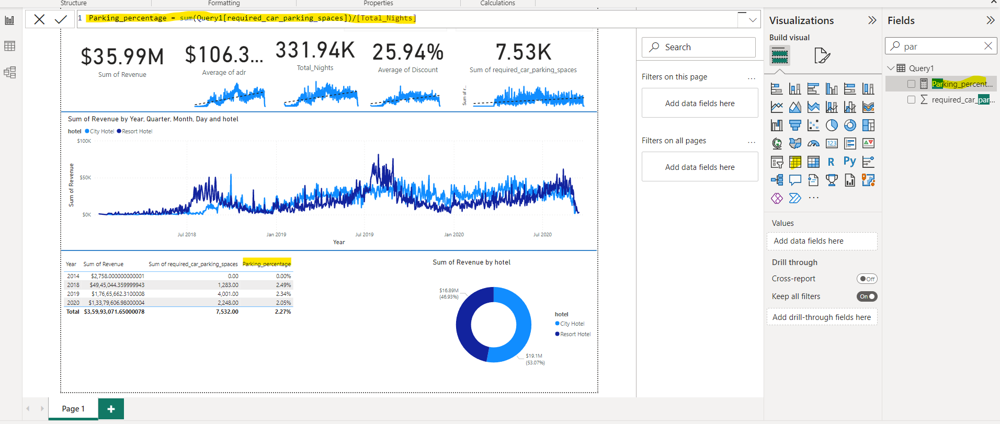 Structure
Formatting
Properties
Calculations
1 Parking_percentage = sum(Query1[required_car_parking_spaces])/[Total_Nights]
$35.99M
Sum of Revenue
$106.3...
Average of adr
331.94K
Total_Nights
25.94%
Average of Discount
7.53K
Sum of required_car_parking_spaces
Sum of r...
Sum of Revenue by Year, Quarter, Month, Day and hotel
hotel City Hotel Resort Hotel
$100K
$50K
$0K
Sum of Revenue
Jul 2018
Jan 2019
Jul 2019
Jan 2020
Jul 2020
Year
Year Sum of Revenue Sum of required_car_parking_spaces Parking_percentage
2014 $2,758.000000000001 0.00 0.00%
2018 $49,45,044.359999943 1,283.00 2.49%
2019 $1,76,65,662.3100008 4,001.00 2.34%
2020 $1,33,79,606.98000004 2,248.00 2.05%
Total $3,59,93,071.65000078 7,532.00 2.27%
Sum of Revenue by hotel
$16.89M
(46.93%)
$19.1M
(53.07%)
hotel
City Hotel
Resort Hotel
Page 1
+
Search
Filters on this page ...
Add data fields here
Filters on all pages ...
Add data fields here
Visualizations
Build visual
123
R
Py
...
Values
Add data fields here
Drill through
Cross-report Off
Keep all filters On
Add drill-through fields here
Fields
par
Query1
Parking_percent...
required_car_par...